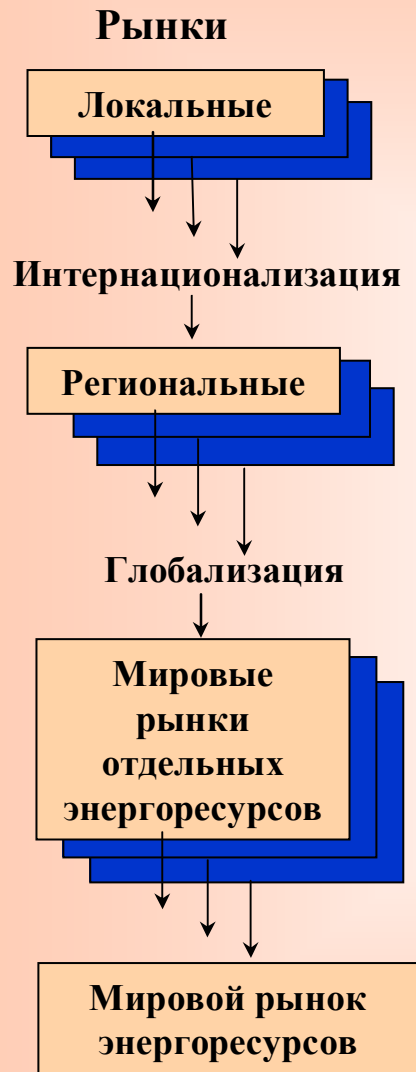 Рынки
Локальные
Интернационализация
Региональные
Глобализация
Мировые
рынки
отдельных
энергоресурсов
Мировой рынок
энергоресурсов